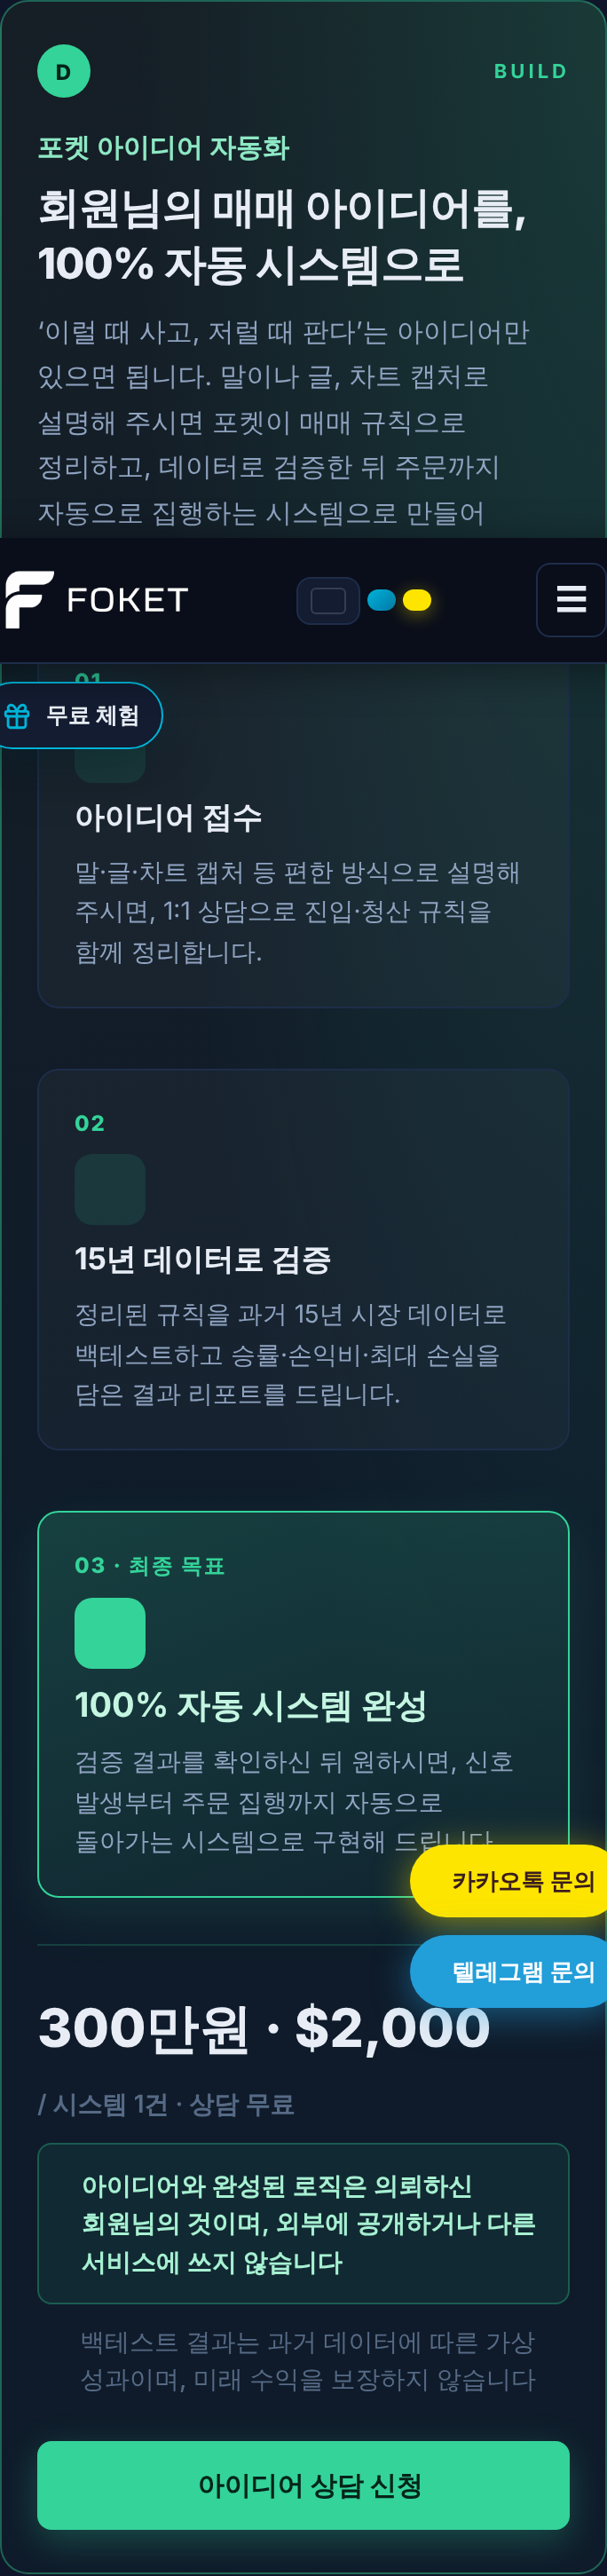 D
BUILD
포켓 아이디어 자동화
회원님의 매매 아이디어를,
100% 자동 시스템으로
‘이럴 때 사고, 저럴 때 판다’는 아이디어만
있으면 됩니다. 말이나 글, 차트 캡처로
설명해 주시면 포켓이 매매 규칙으로
정리하고, 데이터로 검증한 뒤 주문까지
자동으로 집행하는 시스템으로 만들어
FOKET
01
무료 체험
아이디어 접수
말·글·차트 캡처 등 편한 방식으로 설명해
주시면, 1:1 상담으로 진입·청산 규칙을
함께 정리합니다.
02
15년 데이터로 검증
정리된 규칙을 과거 15년 시장 데이터로
백테스트하고 승률·손익비·최대 손실을
담은 결과 리포트를 드립니다.
03 · 최종 목표
100% 자동 시스템 완성
검증 결과를 확인하신 뒤 원하시면, 신호
발생부터 주문 집행까지 자동으로
돌아가는 시스템으로 구현해 드립니다.
카카오톡 문의
텔레그램 문의
300만원 · $2,000
/ 시스템 1건 · 상담 무료
아이디어와 완성된 로직은 의뢰하신
회원님의 것이며, 외부에 공개하거나 다른
서비스에 쓰지 않습니다
백테스트 결과는 과거 데이터에 따른 가상
성과이며, 미래 수익을 보장하지 않습니다
아이디어 상담 신청